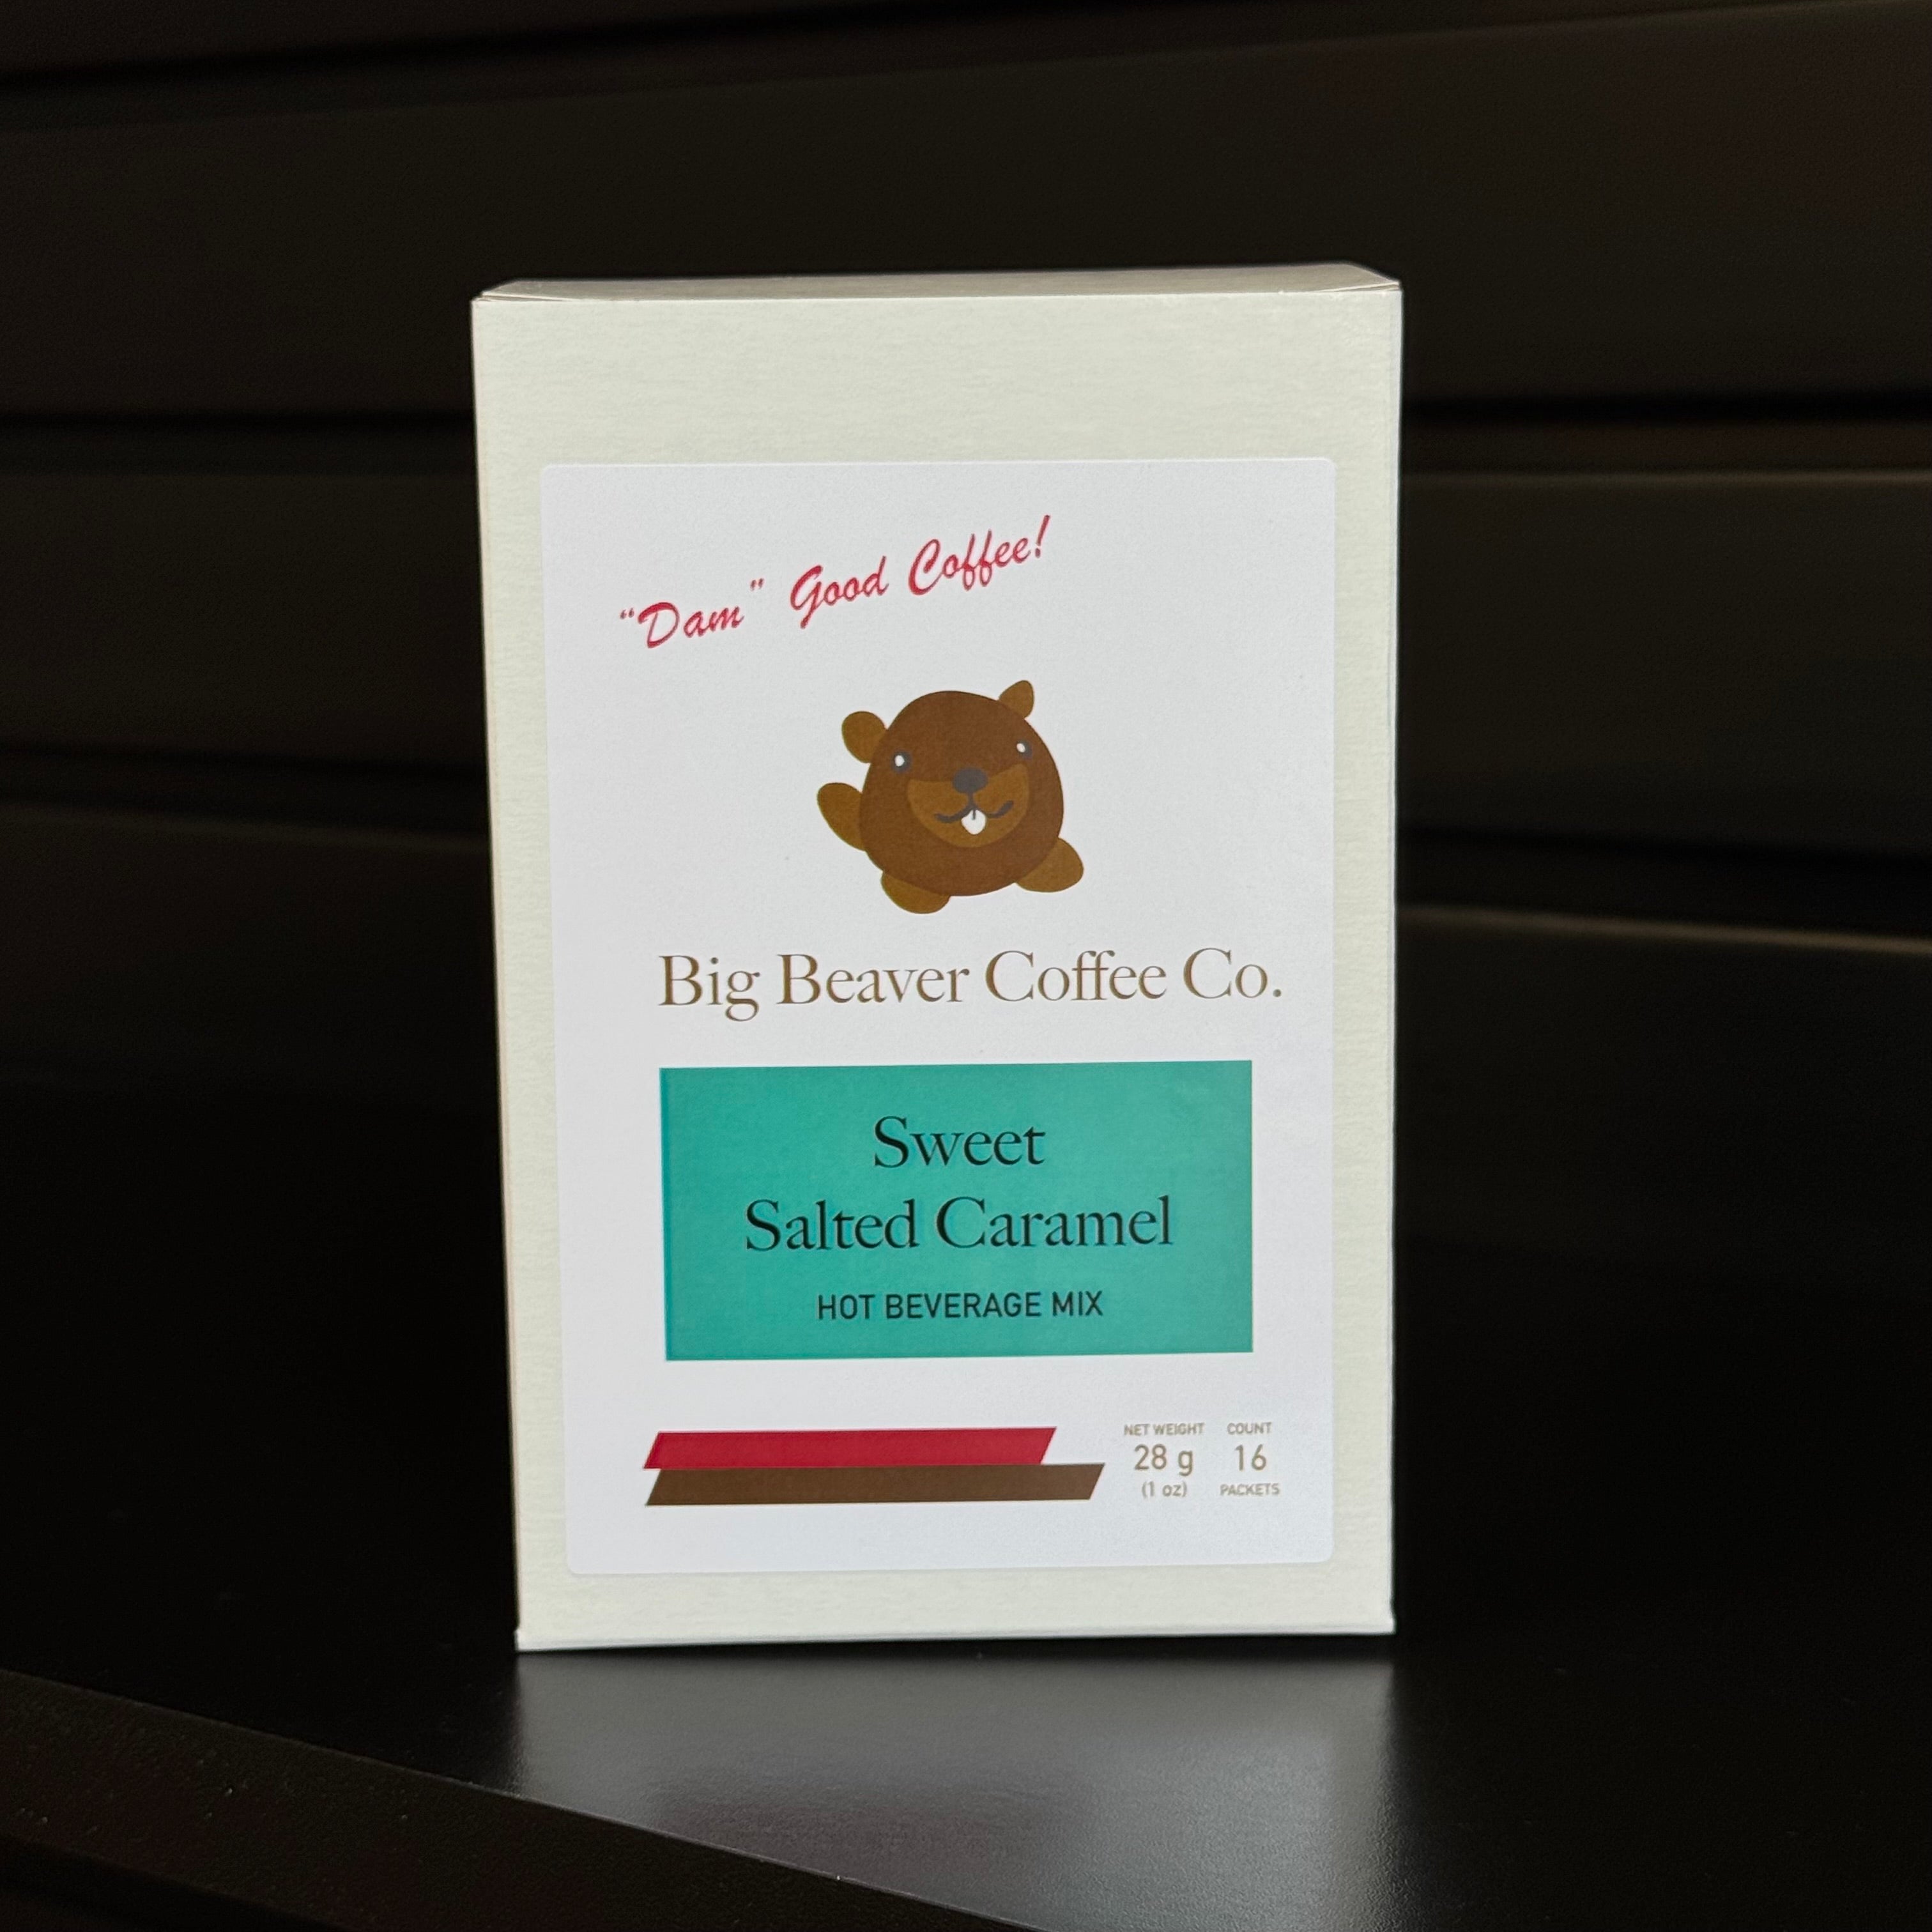 “Dam” Good Coffee!
Big Beaver Coffee Co.
Sweet
Salted Caramel
HOT BEVERAGE MIX
NET WEIGHT COUNT
28 g 16
(1 oz) PACKETS